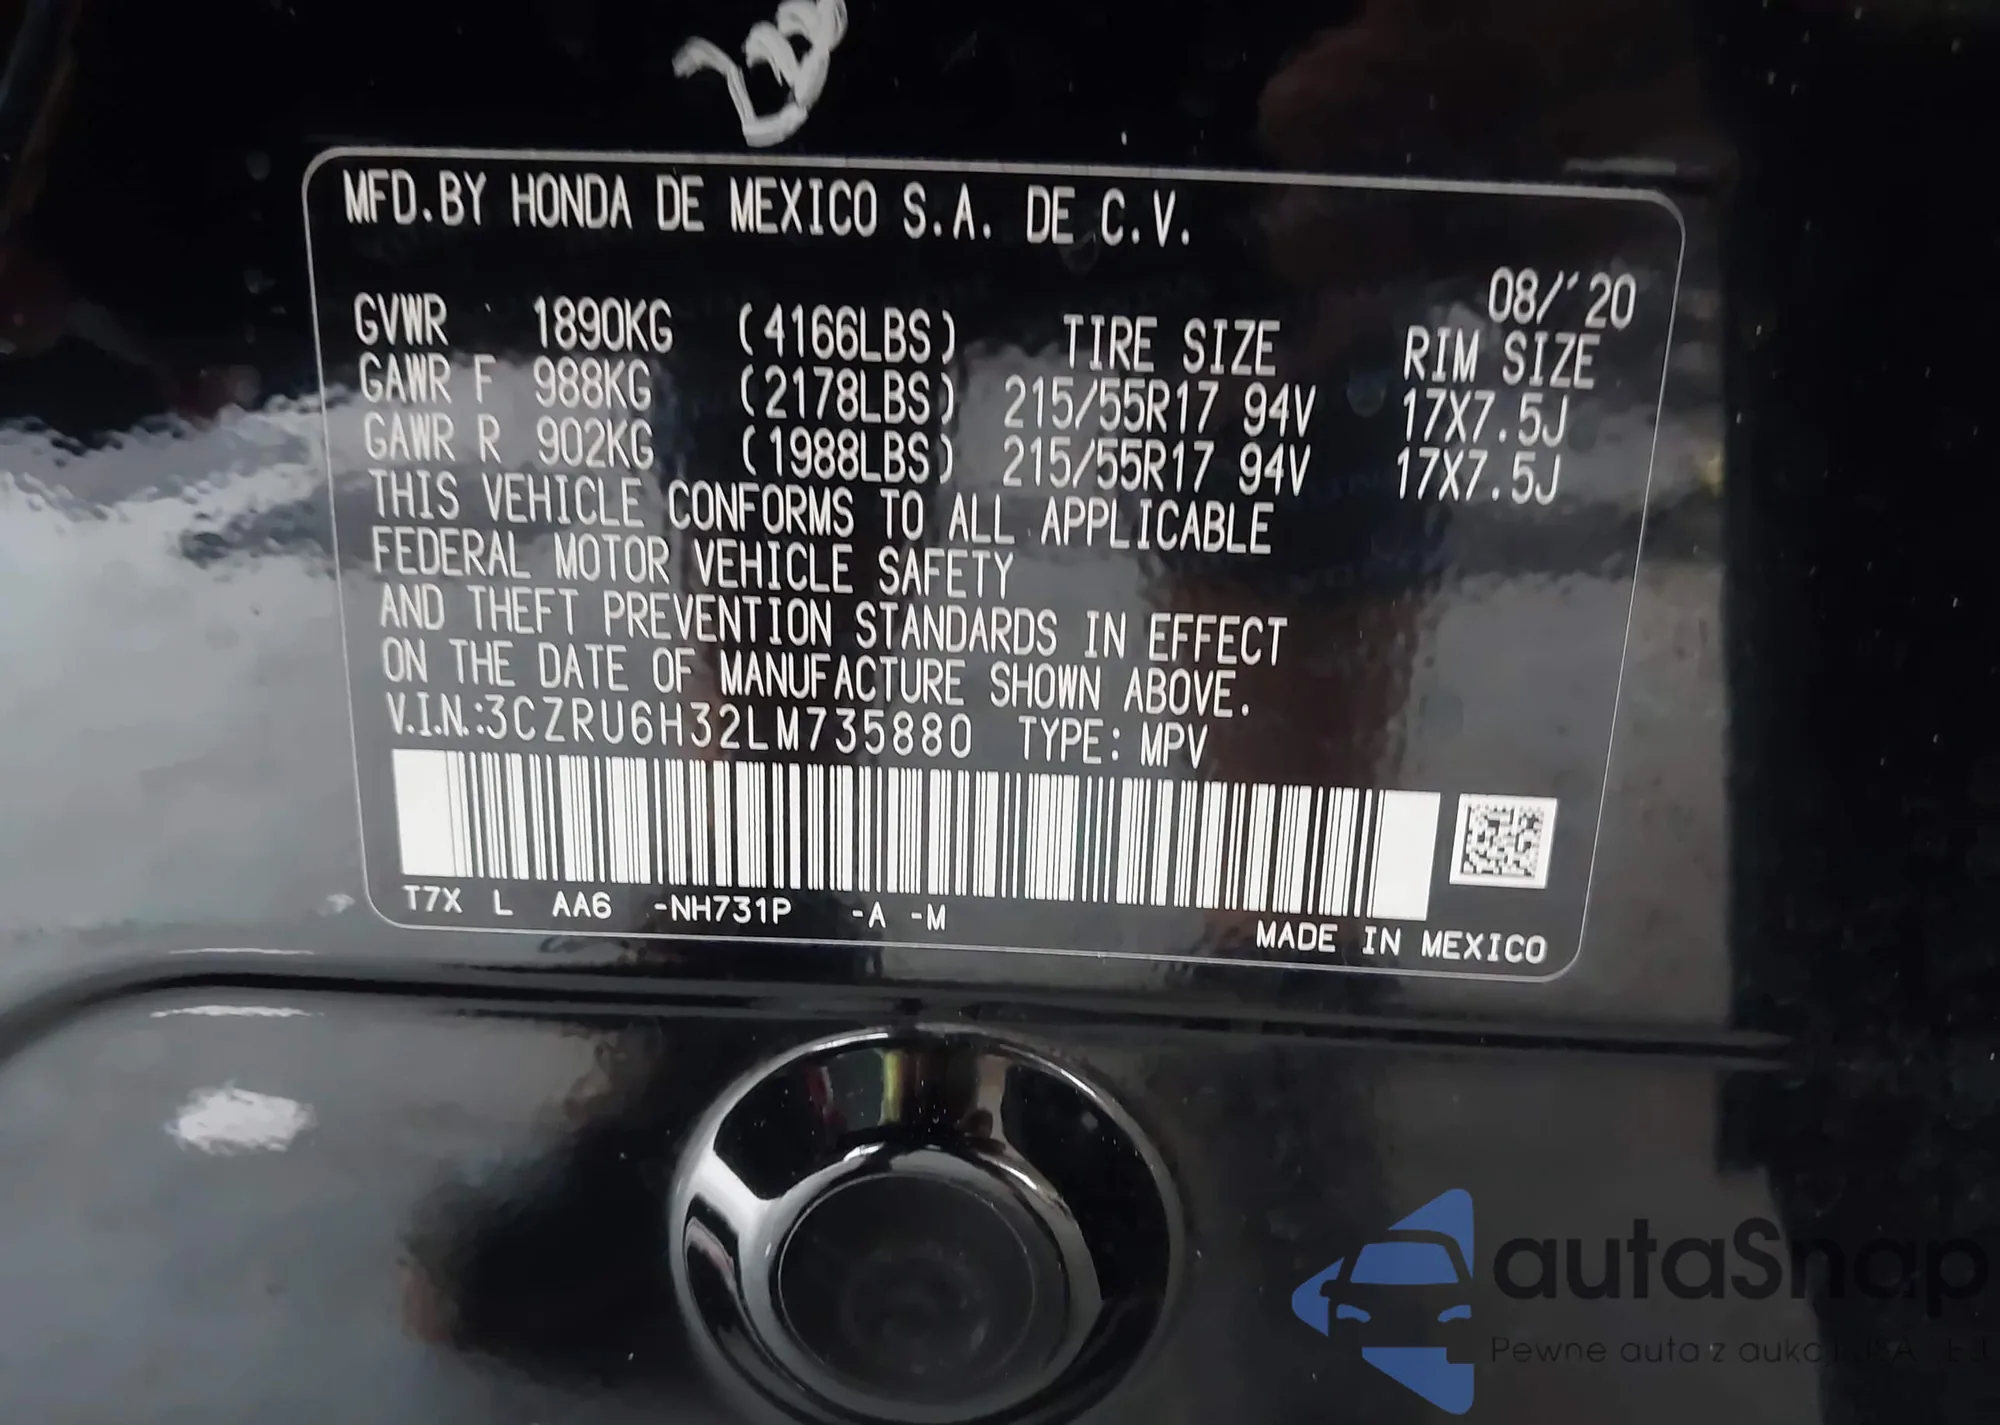 MFD.BY HONDA DE MEXICO S.A. DE C.V.
08/'20
GVWR 1890KG (4166LBS) TIRE SIZE RIM SIZE
GAWR F 988KG (2178LBS) 215/55R17 94V 17X7.5J
GAWR R 902KG (1988LBS) 215/55R17 94V 17X7.5J
THIS VEHICLE CONFORMS TO ALL APPLICABLE
FEDERAL MOTOR VEHICLE SAFETY
AND THEFT PREVENTION STANDARDS IN EFFECT
ON THE DATE OF MANUFACTURE SHOWN ABOVE.
V.I.N.:3CZRU6H32LM735880 TYPE: MPV
T7X L AA6 -NH731P -A -M
MADE IN MEXICO
autaSnap
Pewne auta z